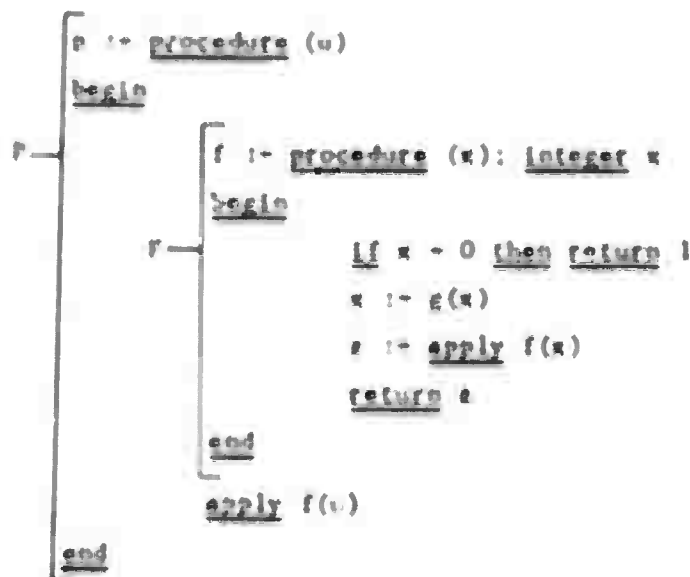 p := procedure (u)
begin
P
f := procedure (x); integer x
begin
F
if x = 0 then return 1
x := g(x)
:= apply f(x)
return
end
apply f(u)
end